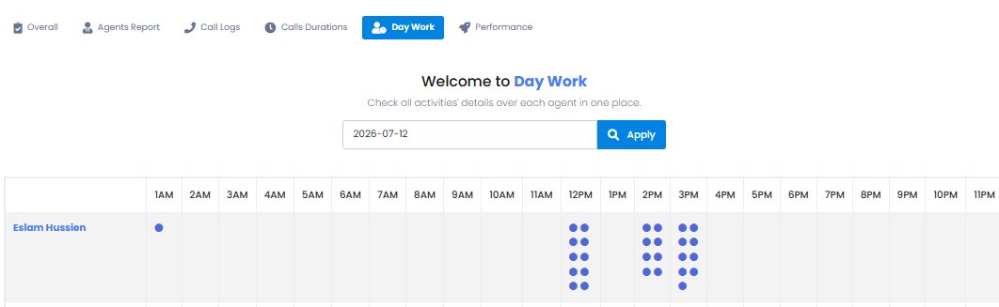 Overall Agents Report Call Logs Calls Durations Day Work Performance
Welcome to Day Work
Check all activities' details over each agent in one place.
2026-07-12 Apply
1AM 2AM 3AM 4AM 5AM 6AM 7AM 8AM 9AM 10AM 11AM 12PM 1PM 2PM 3PM 4PM 5PM 6PM 7PM 8PM 9PM 10PM 11PM
Eslam Hussien